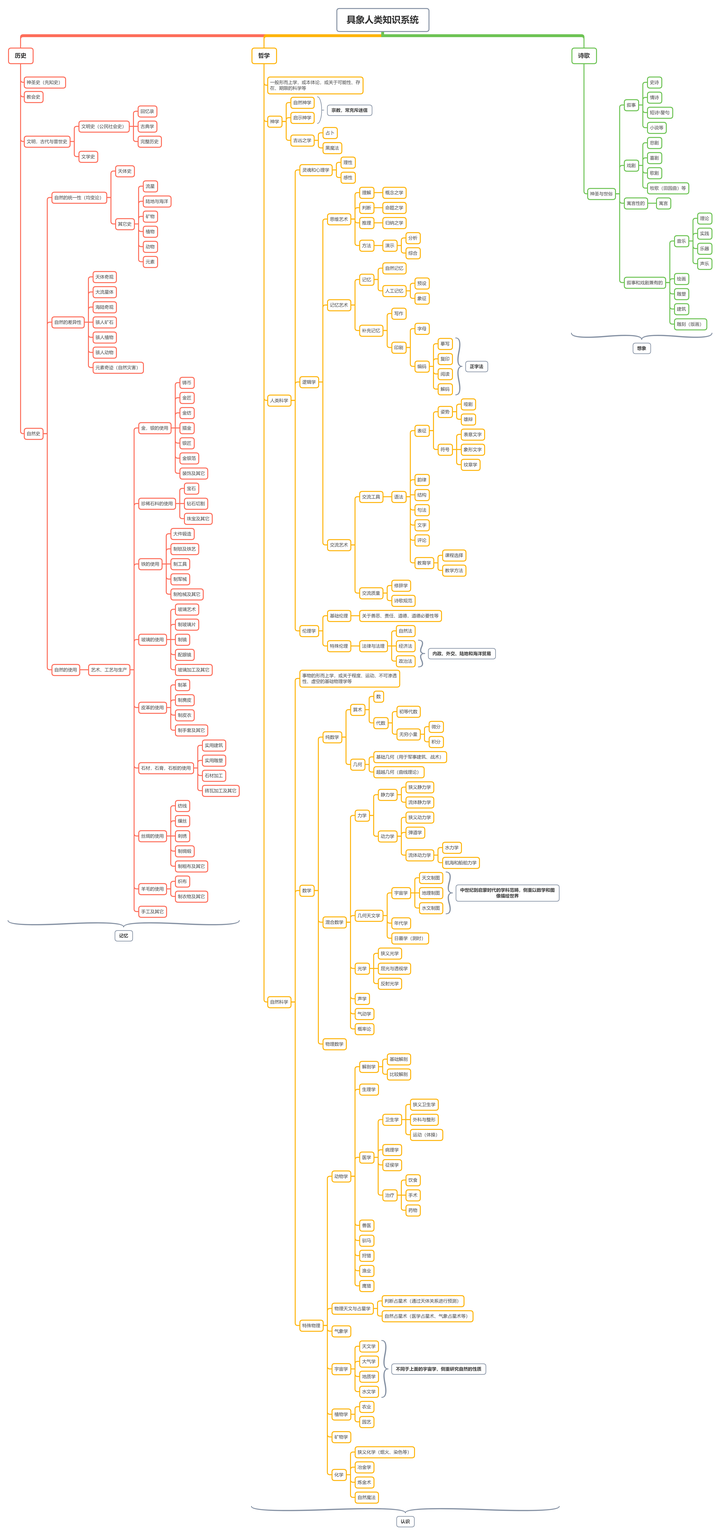 具象人类知识系统
历史
神圣史（先知史）
教会史
文明、古代与晋世史
文明史（公民社会史）
回忆录
古典学
完整历史
文学史
自然史
自然的统一性（均变论）
天体史
其它史
流星
陆地与海洋
矿物
植物
动物
元素
自然的差异性
天体奇观
大流星体
海陆奇观
骇人矿石
骇人植物
骇人动物
元素奇迹（自然灾害）
自然的使用
艺术、工艺与生产
金、银的使用
铸币
金匠
金纺
镀金
银匠
金银箔
装饰及其它
珍稀石料的使用
宝石
钻石切割
珠宝及其它
铁的使用
大件锻造
制锁及铁艺
制工具
制军械
制枪械及其它
玻璃的使用
玻璃艺术
制玻璃片
制镜
配眼镜
玻璃加工及其它
皮革的使用
制革
制麂皮
制皮衣
制手套及其它
石材、石膏、石板的使用
实用建筑
实用雕塑
石材加工
砖瓦加工及其它
丝绸的使用
纺线
缫丝
制绣
制绸缎
制帽布及其它
羊毛的使用
织布
制衣物及其它
手工及其它
记忆
哲学
一般形而上学、或本体论、或关于可能性、存
在、期限的科学等
神学
自然神学
启示神学
宗教、常克斥迷信
吉凶之学
占卜
黑魔法
人类科学
灵魂和心理学
理性
感性
逻辑学
思维艺术
理解
概念之学
判断
命题之学
推理
归纳之学
方法
演示
分析
综合
记忆艺术
记忆
自然记忆
人工记忆
预设
象征
补充记忆
写作
印刷
字母
编码
摹写
复印
阅读
解码
正字法
交流艺术
交流工具
语法
表征
姿势
哑剧
雄辩
符号
表意文字
象形文字
纹章学
韵律
结构
句法
文字
评论
教育学
课程选择
教学方法
交流质量
修辞学
诗歌规范
伦理学
基础伦理
关于善恶、责任、道德、道德必要性等
特殊伦理
法律与法理
自然法
经济法
政治法
内政、外交、陆路和海洋贸易
自然科学
事物的形而上学、或关于程度、运动、不可渗透
性、虚空的基础物理学等
数学
纯数学
算术
数
代数
初等代数
无穷小量
微分
积分
几何
基础几何（用于军事建筑、战术）
超越几何（曲线理论）
混合数学
力学
静力学
狭义静力学
流体静力学
动力学
狭义动力学
弹道学
流体动力学
水力学
航海和船舶力学
几何天文学
宇宙学
天文制图
地理制图
水文制图
中世纪到启蒙时代的学科范畴、侧重以数学和图
像描绘世界
年代学
日晷学（测时）
光学
狭义光学
屈光与透视学
反射光学
声学
气动学
概率论
物理数学
特殊物理
动物学
解剖学
基础解剖
比较解剖
生理学
医学
卫生学
狭义卫生学
外科与整形
运动（体操）
病理学
征候学
治疗
饮食
手术
药物
兽医
驯马
狩猎
渔业
鹰猎
物理天文与占星学
判断占星术（通过天体关系进行预测）
自然占星术（医学占星术、气象占星术等）
气象学
宇宙学
天文学
大气学
地质学
水文学
不同于上面的宇宙学、侧重研究自然的性质
植物学
农业
园艺
矿物学
化学
狭义化学（烟火、染色等）
冶金学
炼金术
自然魔法
认识
诗歌
神圣与世俗
叙事
史诗
情诗
短诗/警句
小说等
戏剧
悲剧
喜剧
歌剧
牧歌（田园曲）等
寓言性的
寓言
叙事和戏剧兼有的
音乐
理论
实践
乐器
声乐
绘画
雕塑
建筑
雕刻（版画）
想象